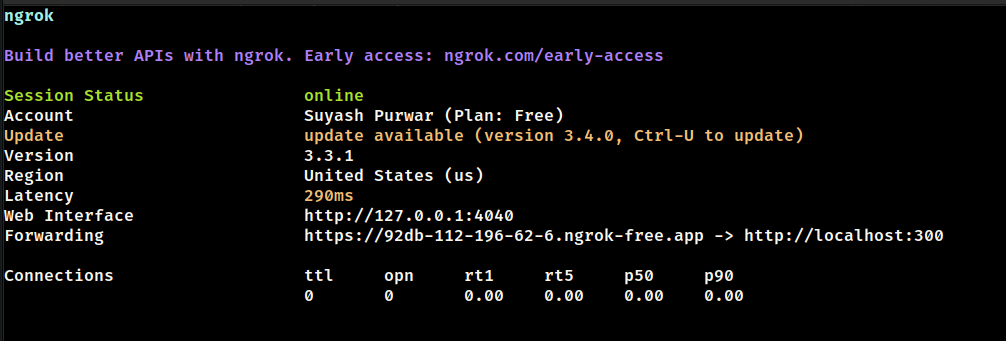 ngrok
Build better APIs with ngrok. Early access: ngrok.com/early-access
Session Status online
Account Suyash Purwar (Plan: Free)
Update update available (version 3.4.0, Ctrl-U to update)
Version 3.3.1
Region United States (us)
Latency 290ms
Web Interface http://127.0.0.1:4040
Forwarding https://92db-112-196-62-6.ngrok-free.app -> http://localhost:300
Connections ttl opn rt1 rt5 p50 p90
0 0 0.00 0.00 0.00 0.00